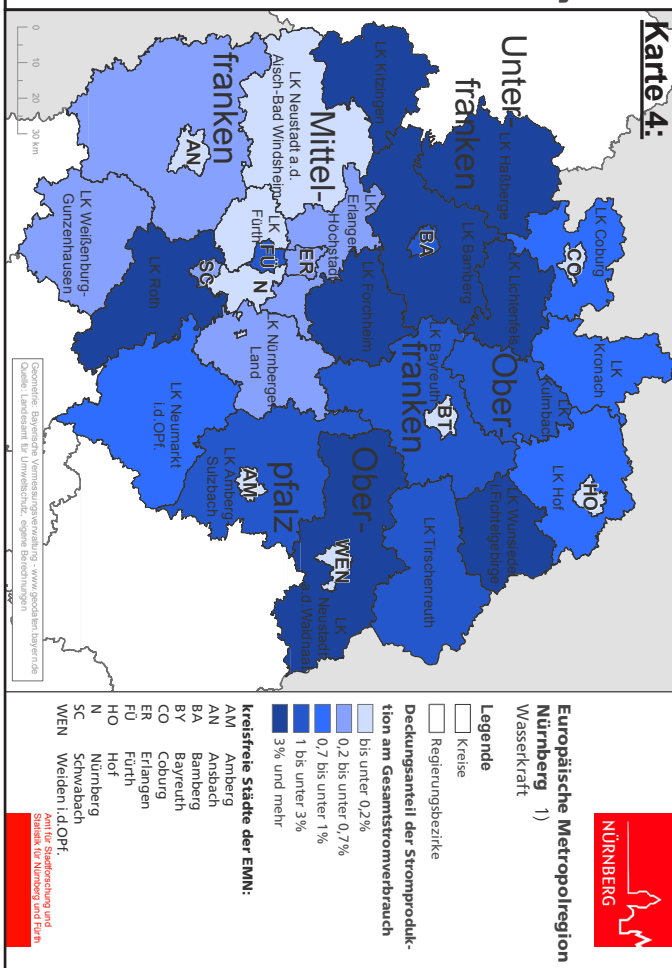 Karte 4:
Europäische Metropolregion
Nürnberg 1)
Wasserkraft
NÜRNBERG
Legende
Kreise
Regierungsbezirke
Deckungsanteil der Stromproduk-
tion am Gesamtstromverbrauch
bis unter 0,2%
0,2 bis unter 0,7%
0,7 bis unter 1%
1 bis unter 3%
3% und mehr
kreisfreie Städte der EMN:
AM Amberg
AN Ansbach
BA Bamberg
BY Bayreuth
CO Coburg
ER Erlangen
FÜ Fürth
HO Hof
N Nürnberg
SC Schwabach
WEN Weiden i.d.OPf.
Amt für Stadtforschung und
Statistik für Nürnberg und Fürth
LK Coburg
CO
LK
Kronach
LK Hof
HO
Unter-
franken
LK Haßberge
LK Lichtenfels
LK
Kulmbach
Ober-
franken
LK Wunsiedel
Fichtelgebirge
LK Kitzingen
LK Bamberg
BA
LK Bayreuth
BT
LK Tirschenreuth
LK Forchheim
LK
Erlangen
Höchstadt
ER
Mittel-
franken
LK Neustadt a.d.
Aisch-Bad Windsheim
LK
Fürth
FÜ
N
LK Nürnberger
Land
Ober-
pfalz
WEN
LK
Neustadt
a.d.Waldnaab
AM
LK Amberg
Sulzbach
AN
SC
LK Roth
LK Neumarkt
i.d.OPf.
LK Weißenburg-
Gunzenhausen
0 10 20 30 km
Geometrie: Bayerische Vermessungsverwaltung - www.geodaten.bayern.de
Quelle: Landesamt für Umweltschutz, eigene Berechnungen